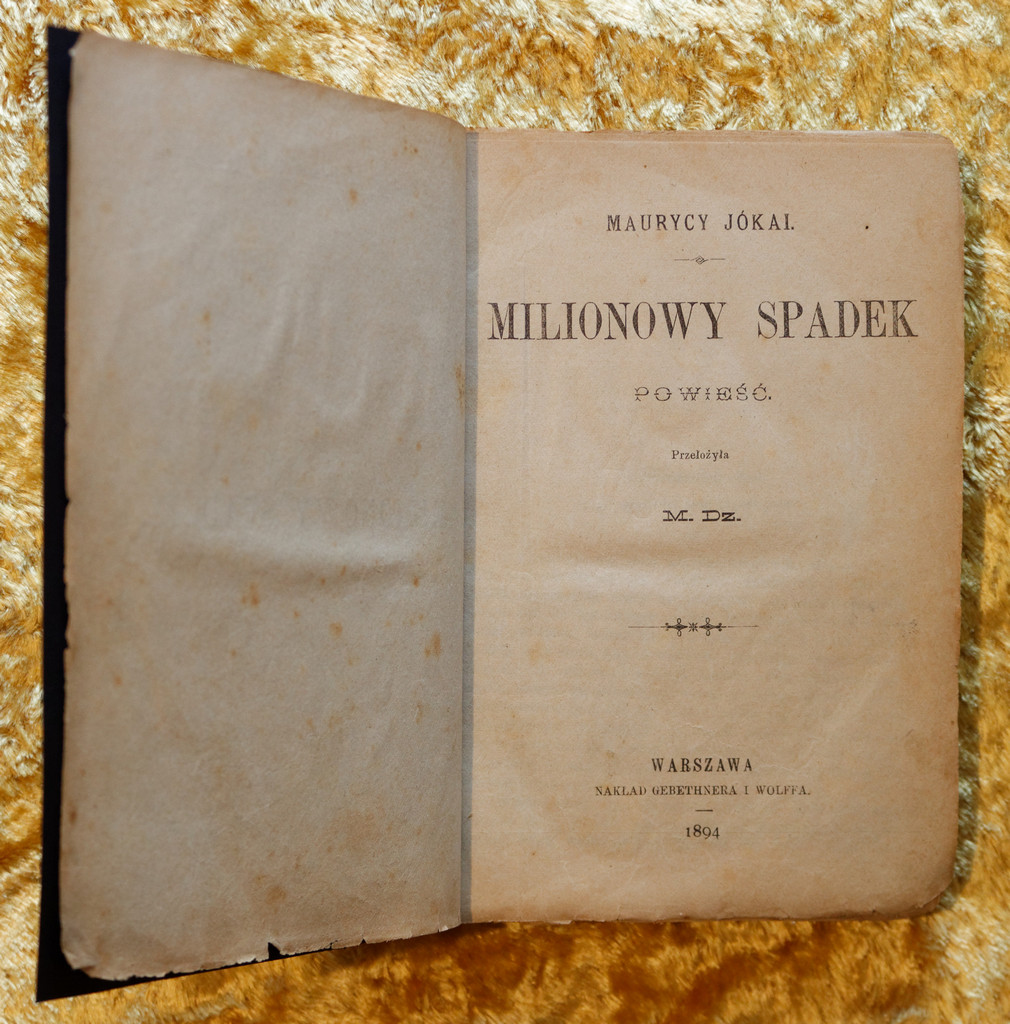 MAURYCY JÓKAI.
MILIONOWY SPADEK
POWIEŚĆ.
Przełożyła
M. Dz.
WARSZAWA
NAKŁAD GEBETHNERA I WOLFFA.
1894